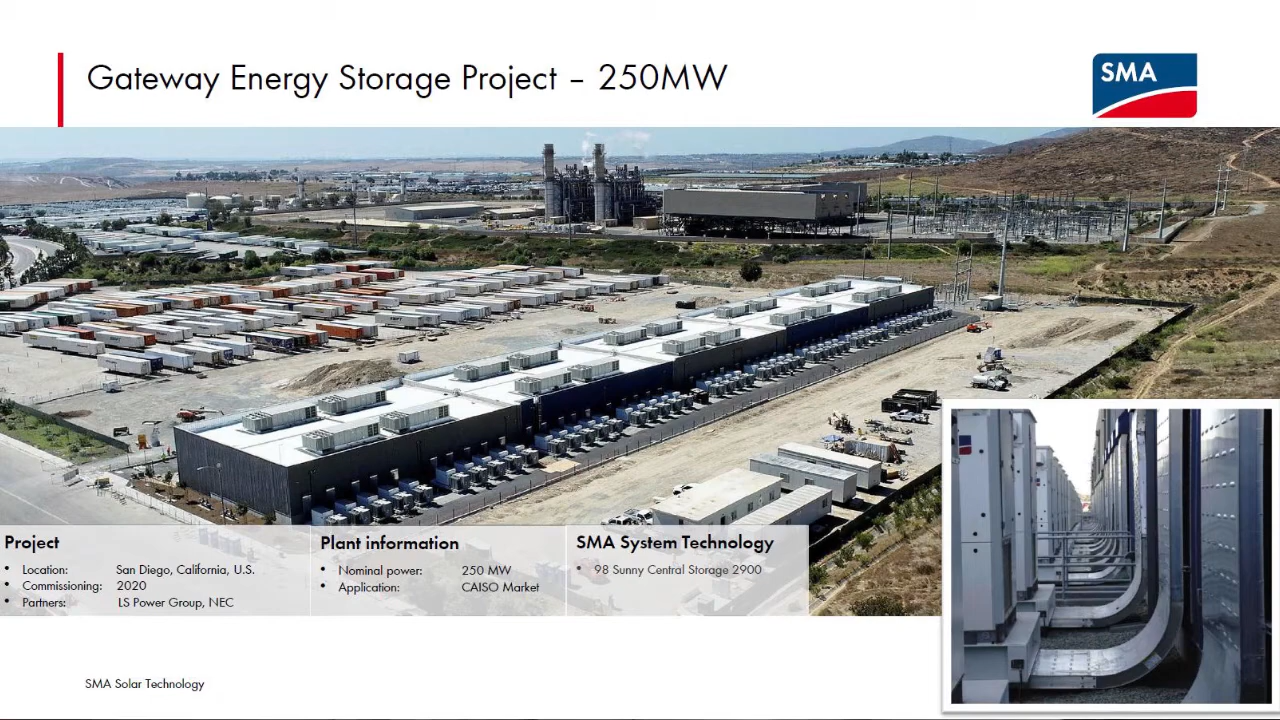 Gateway Energy Storage Project – 250MW
SMA
Project
• Location: San Diego, California, U.S.
• Commissioning: 2020
• Partners: LS Power Group, NEC
Plant information
• Nominal power: 250 MW
• Application: CAISO Market
SMA System Technology
• 98 Sunny Central Storage 2900
SMA Solar Technology